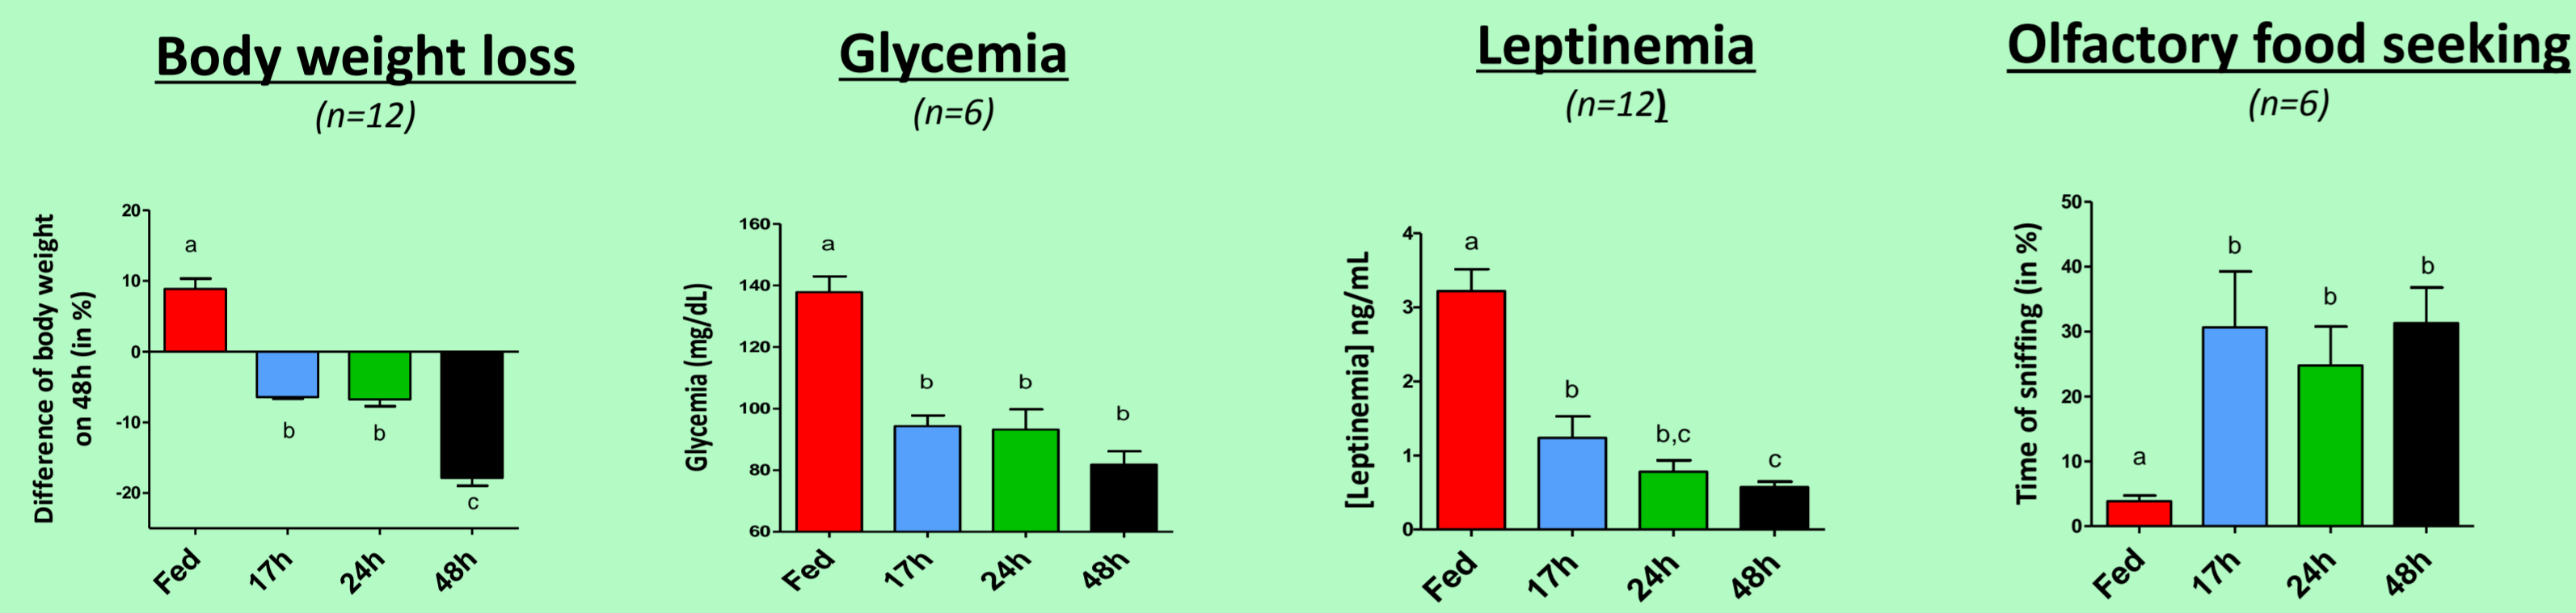 Body weight loss
(n=12)
Difference of body weight
on 48h (in %)
20
10
0
-10
-20
a
b
b
c
Fed
17h
24h
48h
Glycemia
(n=6)
Glycemia (mg/dL)
160
140
120
100
80
60
a
b
b
b
Fed
17h
24h
48h
Leptinemia
(n=12)
[Leptinemia] ng/mL
4
3
2
1
0
a
b
b,c
c
Fed
17h
24h
48h
Olfactory food seeking
(n=6)
Time of sniffing (in %)
50
40
30
20
10
0
a
b
b
b
Fed
17h
24h
48h